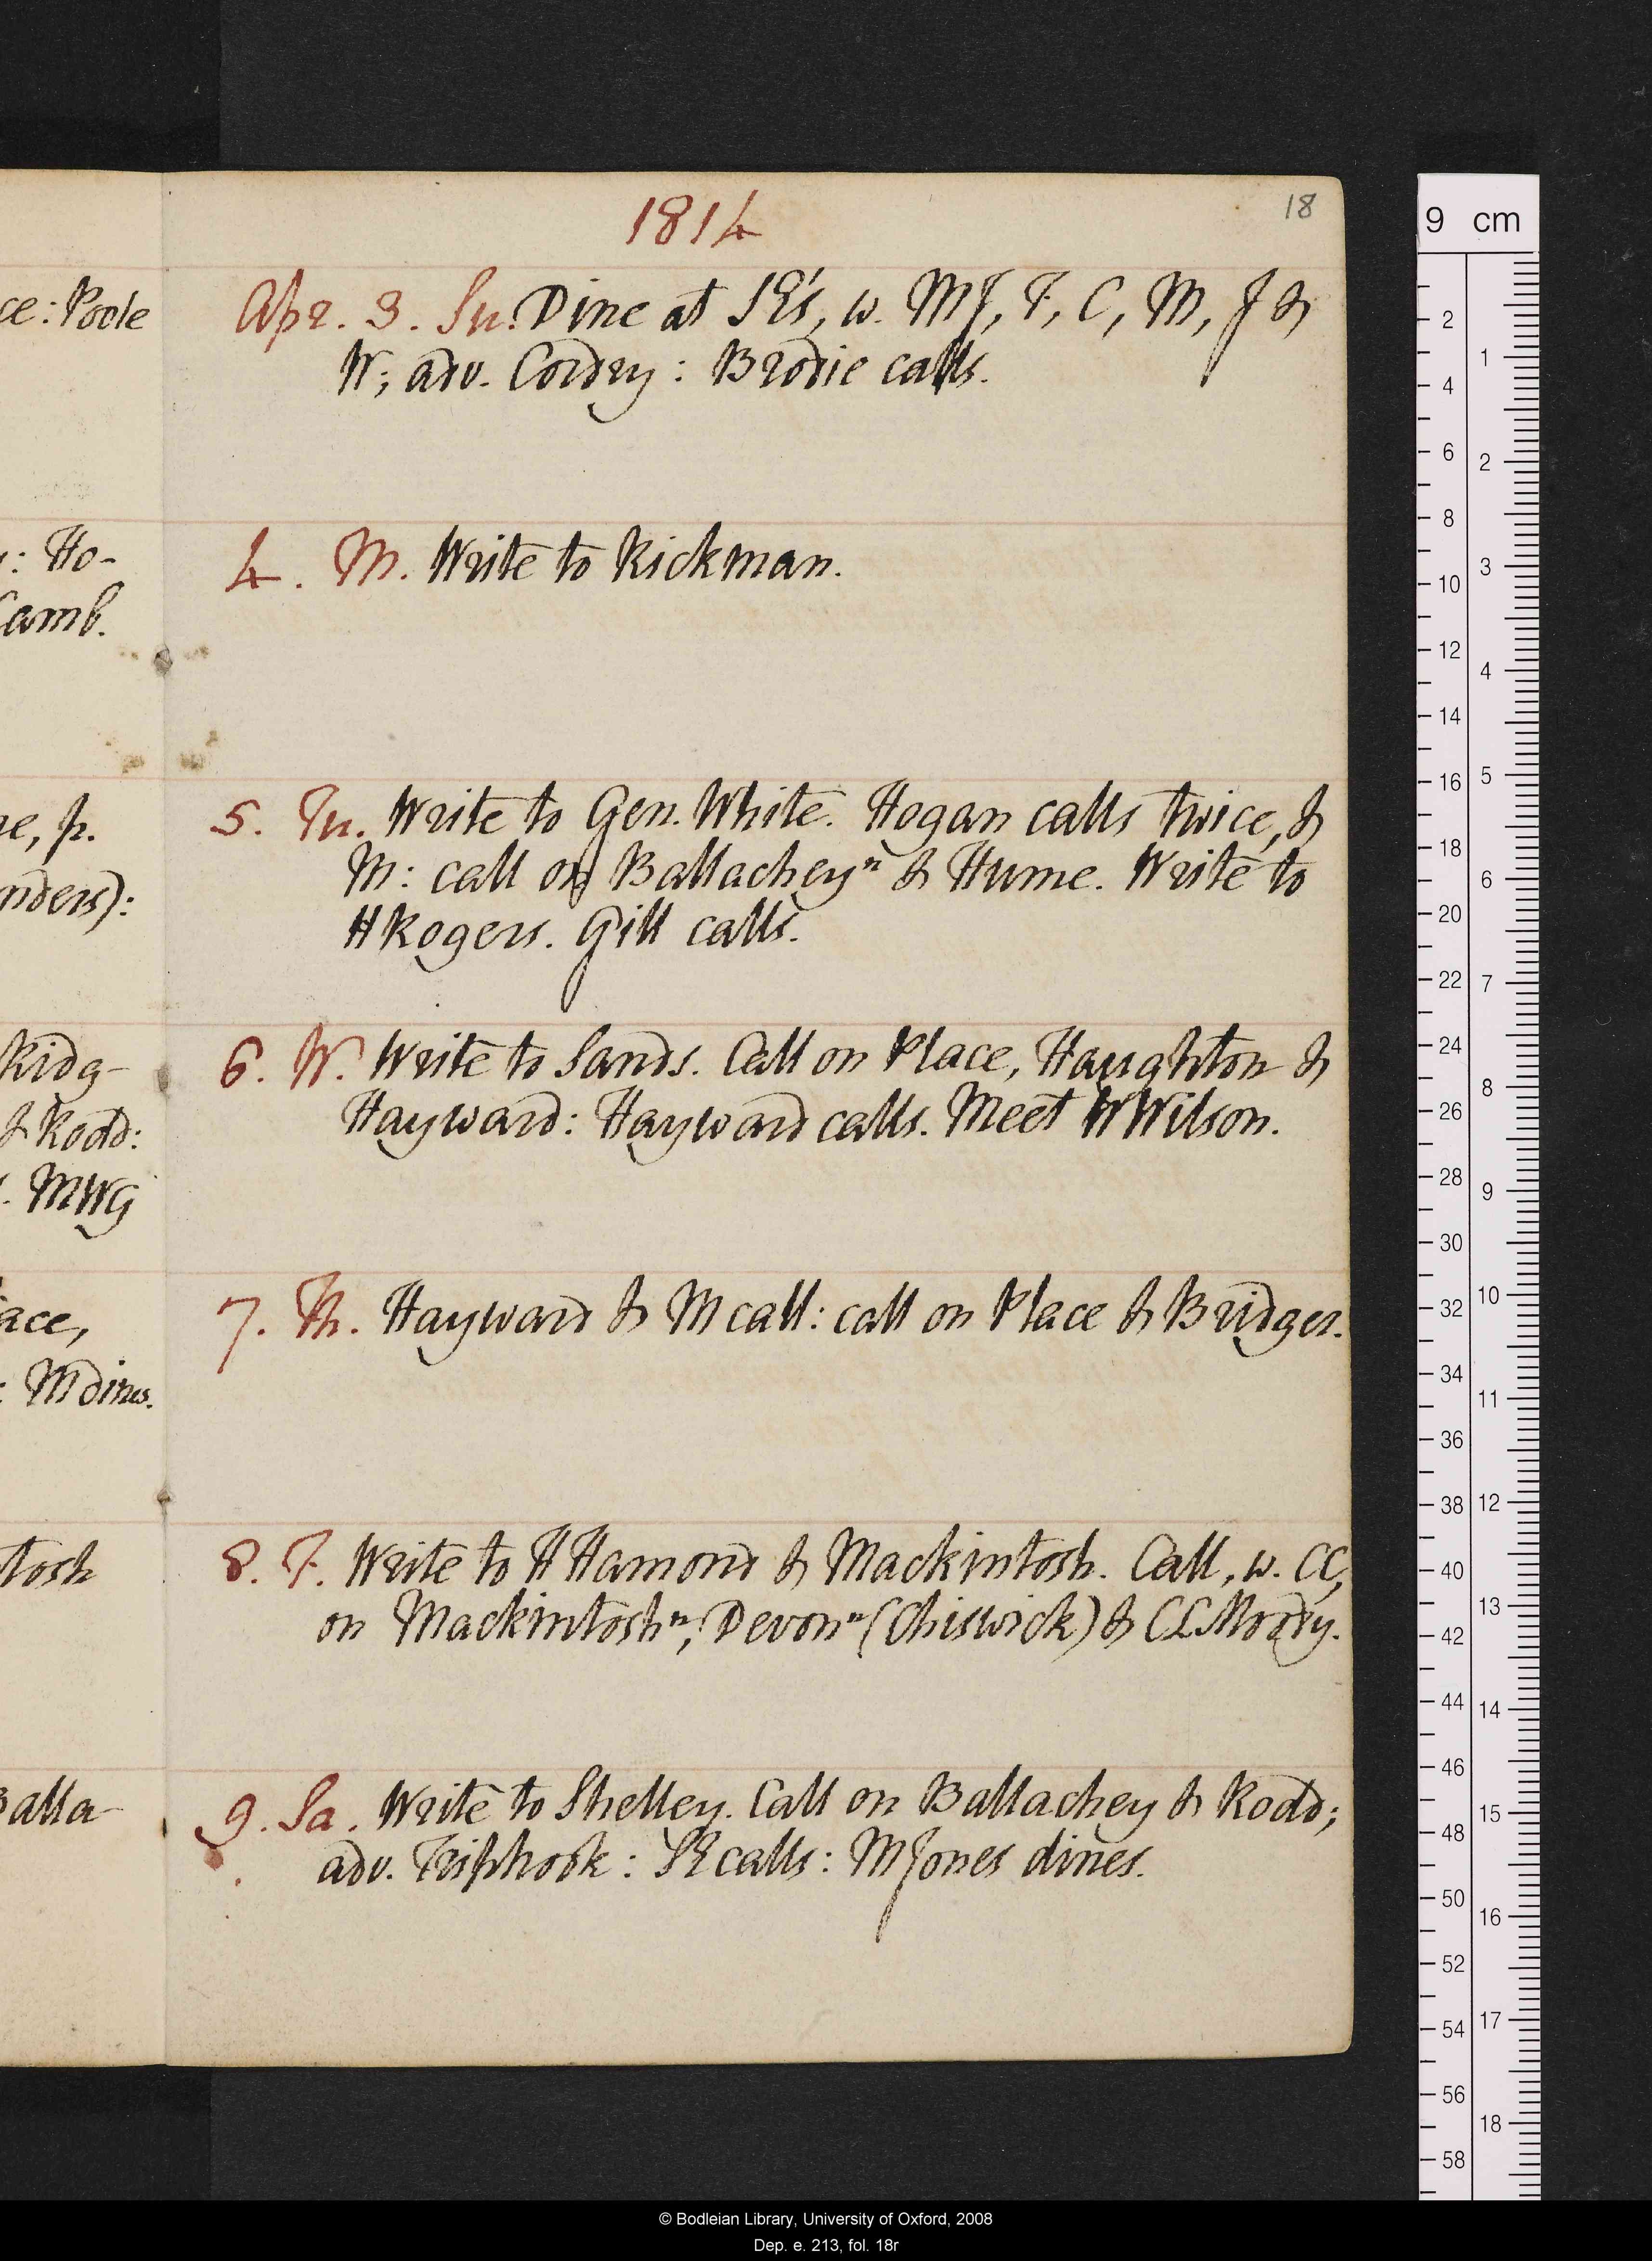 1814
18
Apr. 3. Su. Dine at SE's, w. MJ, F, C, M, J &
W; adv. Cordry: Brodie calls.
4. M. Write to Rickman.
5. Tu. Write to Gen. White. Hogan calls twice, &
M: call on Ballachey n & Hume. Write to
H Rogers. Gill calls.
6. W. Write to Sands. Call on Place, Haughton &
Hayward: Hayward calls. Meet W Wilson.
7. Th. Hayward & M call: call on Place & Bridger.
8. F. Write to H Hamond & Mackintosh. Call, w. CC,
on Mackintosh n, Devon n (Chiswick) & CL Moody.
9. Sa. Write to Shelley. Call on Ballachey & Rodd;
adv. Triphook: SE calls: M Jones dines.
ce: Poole
: Ho-
Lamb.
ne, p.
nders):
Ridg-
& Rodd:
. MWG
lace,
: M dines.
tosh
Balla-
9 cm
2
4
6
8
10
12
14
16
18
20
22
24
26
28
30
32
34
36
38
40
42
44
46
48
50
52
54
56
58
1
2
3
4
5
6
7
8
9
10
11
12
13
14
15
16
17
18
© Bodleian Library, University of Oxford, 2008
Dep. e. 213, fol. 18r